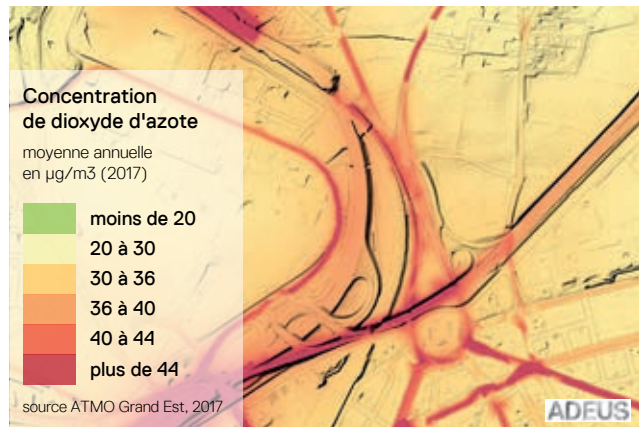 Concentration
de dioxyde d'azote
moyenne annuelle
en µg/m3 (2017)
moins de 20
20 à 30
30 à 36
36 à 40
40 à 44
plus de 44
source ATMO Grand Est, 2017
ADEUS